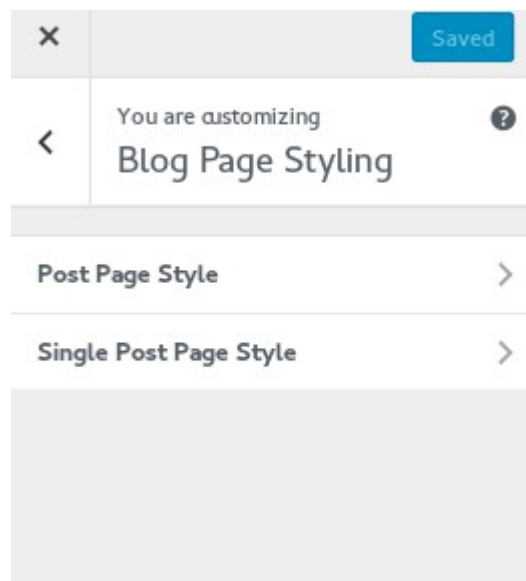 Saved
You are customizing
Blog Page Styling
Post Page Style
Single Post Page Style